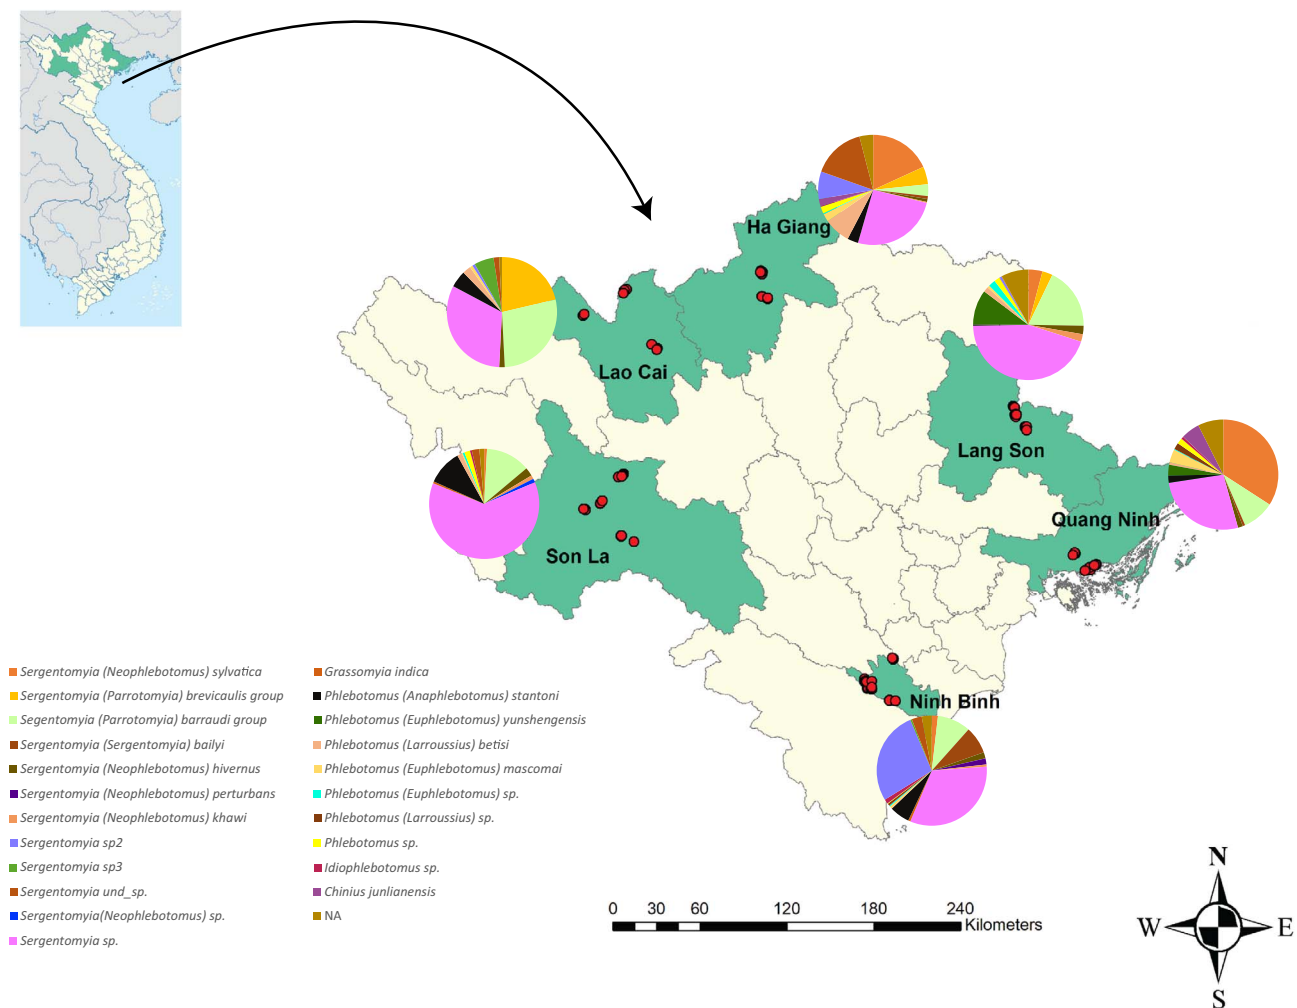 Ha Giang
Lao Cai
Lang Son
Quang Ninh
Son La
Ninh Binh
Sergentomyia (Neophlebotomus) sylvatica
Sergentomyia (Parrotomyia) brevicaulis group
Segentomyia (Parrotomyia) barraudi group
Sergentomyia (Sergentomyia) bailyi
Sergentomyia (Neophlebotomus) hivernus
Sergentomyia (Neophlebotomus) perturbans
Sergentomyia (Neophlebotomus) khawi
Sergentomyia sp2
Sergentomyia sp3
Sergentomyia und_sp.
Sergentomyia(Neophlebotomus) sp.
Sergentomyia sp.
Grassomyia indica
Phlebotomus (Anaphlebotomus) stantoni
Phlebotomus (Euphlebotomus) yunshengensis
Phlebotomus (Larroussius) betisi
Phlebotomus (Euphlebotomus) mascomai
Phlebotomus (Euphlebotomus) sp.
Phlebotomus (Larroussius) sp.
Phlebotomus sp.
Idiophlebotomus sp.
Chinius junlianensis
NA
0 30 60 120 180 240
Kilometers
N
W E
S